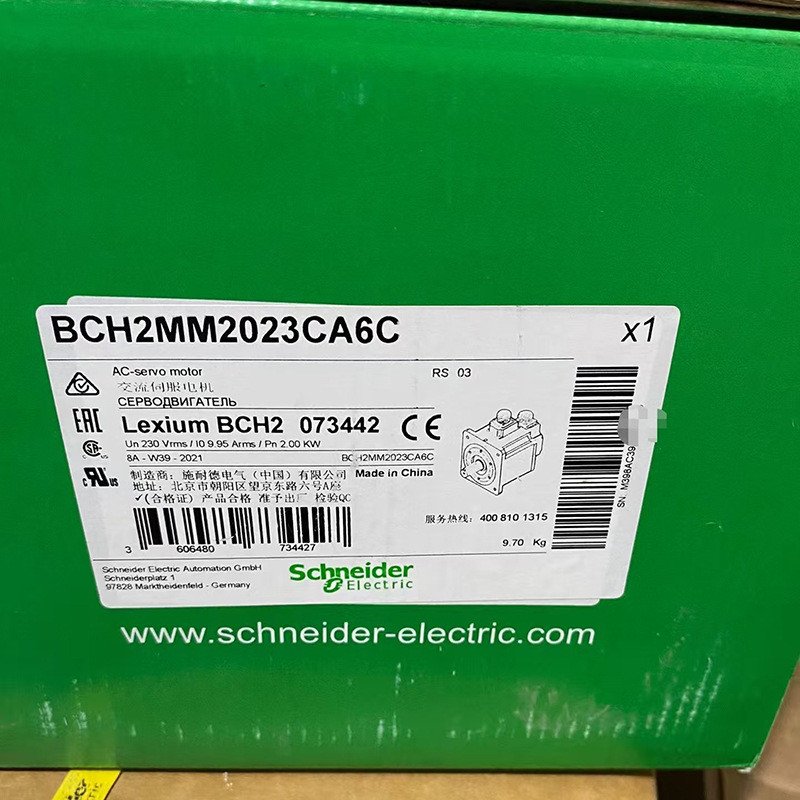 BCH2MM2023CA6C x1
AC-servo motor RS 03
交流伺服电机
СЕРВОДВИГАТЕЛЬ
EAC
Lexium BCH2 073442 CE
Un 230 Vrms / I0 9.95 Arms / Pn 2.00 KW
8A - W39 - 2021 BCH2MM2023CA6C
制造商：施耐德电气（中国）有限公司 Made in China
地址：北京市朝阳区望京东路六号A座
✓(合格证) 产品合格 准予出厂 检验QC
服务热线：400 810 1315
3 606480 734427
9.70 Kg
SN M398AC39
Schneider Electric Automation GmbH
Schneiderplatz 1
97828 Marktheidenfeld - Germany
Schneider
Electric
www.schneider-electric.com